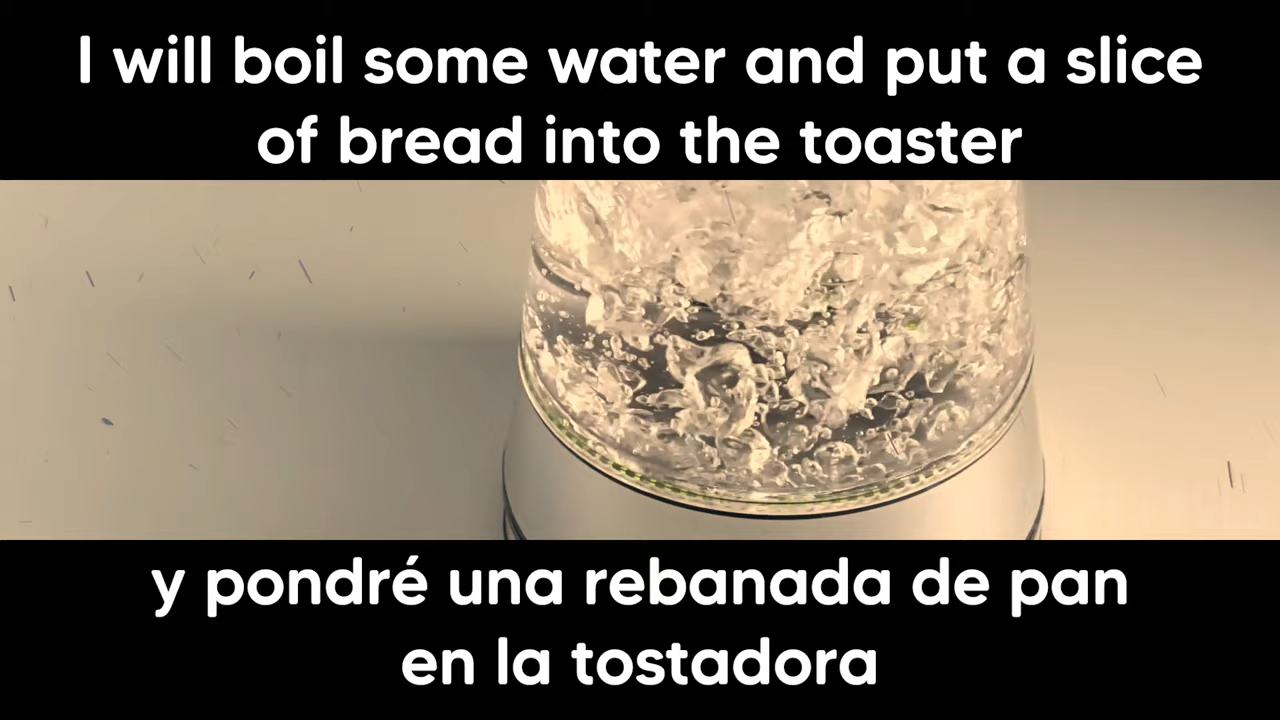 I will boil some water and put a slice
of bread into the toaster
y pondré una rebanada de pan
en la tostadora